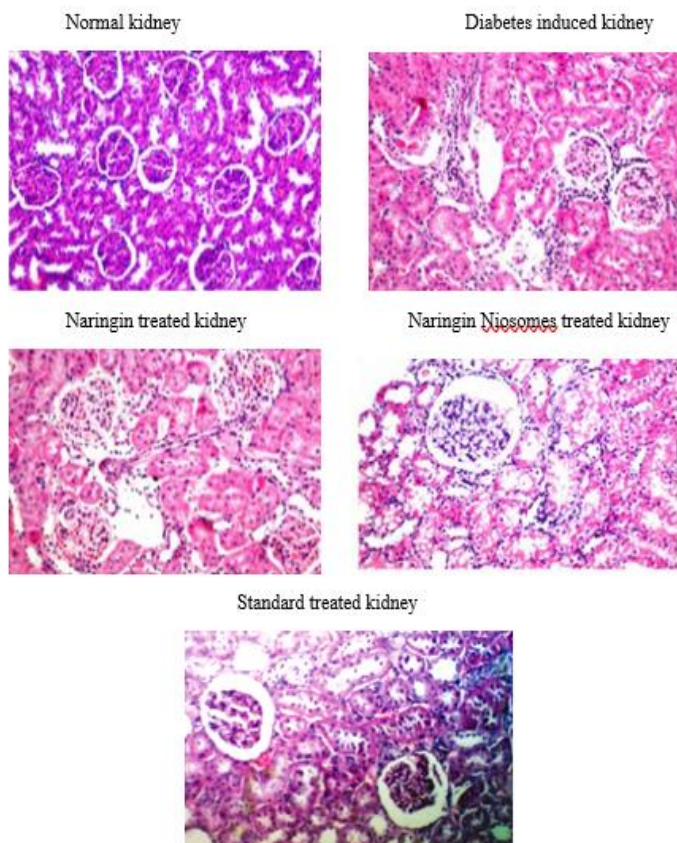 Normal kidney
Diabetes induced kidney
Naringin treated kidney
Naringin Niosomes treated kidney
Standard treated kidney